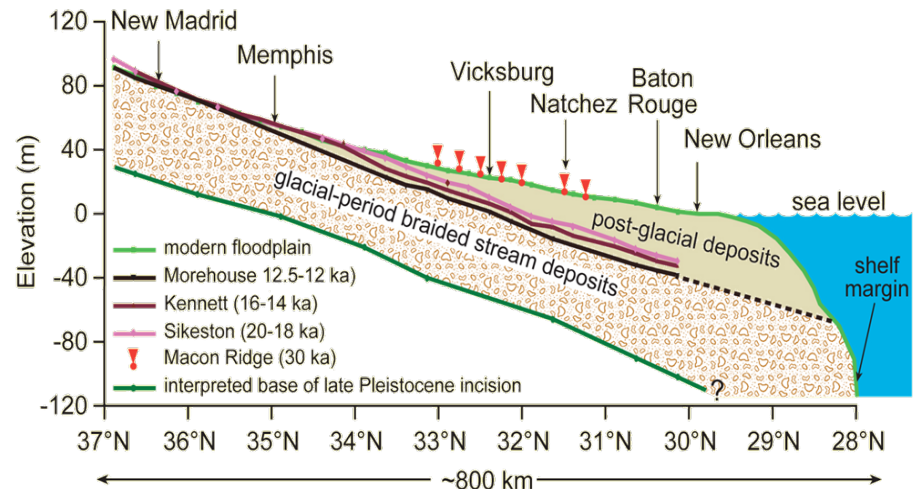 New Madrid
Memphis
Vicksburg
Natchez
Baton
Rouge
New Orleans
sea level
shelf
margin
post-glacial deposits
glacial-period braided stream deposits
modern floodplain
Morehouse 12.5-12 ka)
Kennett (16-14 ka)
Sikeston (20-18 ka)
Macon Ridge (30 ka)
interpreted base of late Pleistocene incision
?
Elevation (m)
120
80
40
0
-40
-80
-120
37°N 36°N 35°N 34°N 33°N 32°N 31°N 30°N 29°N 28°N
~800 km